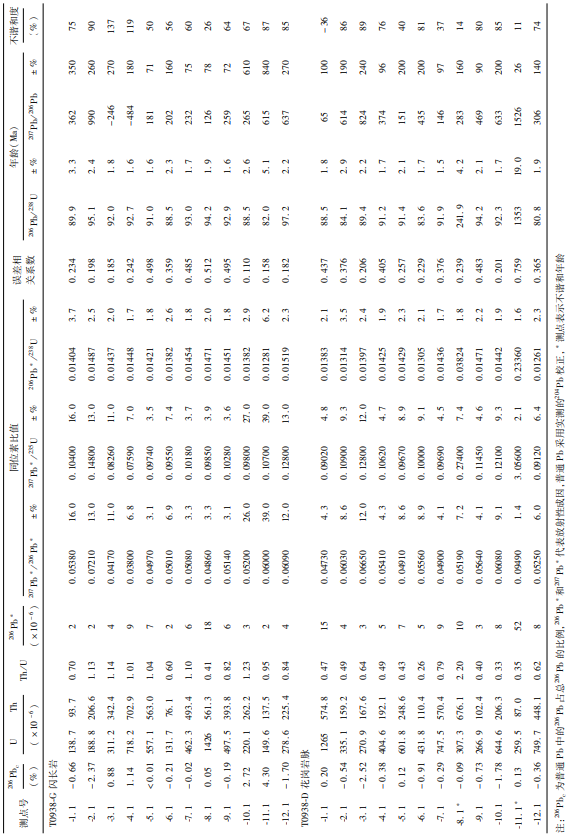 测点号 ²⁰⁶Pbc (%) U Th (×10⁻⁶) Th/U ²⁰⁶Pb* (×10⁻⁶) 同位素比值 误差相关系数 年龄(Ma) 不谐和度 (%)
²⁰⁷Pb*/²⁰⁶Pb* ±% ²⁰⁷Pb*/²³⁵U ±% ²⁰⁶Pb*/²³⁸U ±% ²⁰⁶Pb/²³⁸U ±% ²⁰⁷Pb/²⁰⁶Pb ±%
T0938-G 闪长岩
-1.1 -0.66 138.7 93.7 0.70 2 0.05380 16.0 0.10400 16.0 0.01404 3.7 0.234 89.9 3.3 362 350 75
-2.1 -2.37 188.8 206.6 1.13 2 0.07210 13.0 0.14800 13.0 0.01487 2.5 0.198 95.1 2.4 990 260 90
-3.1 0.88 311.2 342.4 1.14 4 0.04170 11.0 0.08260 11.0 0.01437 2.0 0.185 92.0 1.8 -246 270 137
-4.1 1.14 718.2 702.9 1.01 9 0.03800 6.8 0.07590 7.0 0.01448 1.7 0.242 92.7 1.6 -484 180 119
-5.1 <0.01 557.1 563.0 1.04 7 0.04970 3.1 0.09740 3.5 0.01421 1.8 0.498 91.0 1.6 181 71 50
-6.1 -0.21 131.7 76.1 0.60 2 0.05010 6.9 0.09550 7.4 0.01382 2.6 0.359 88.5 2.3 202 160 56
-7.1 -0.02 462.3 493.4 1.10 6 0.05080 3.3 0.10180 3.7 0.01454 1.8 0.485 93.0 1.7 232 75 60
-8.1 0.05 1426 561.3 0.41 18 0.04860 3.3 0.09850 3.9 0.01471 2.0 0.512 94.2 1.9 126 78 26
-9.1 -0.19 497.5 393.8 0.82 6 0.05140 3.1 0.10280 3.6 0.01451 1.8 0.495 92.9 1.6 259 72 64
-10.1 2.72 220.1 262.2 1.23 3 0.05200 26.0 0.09800 27.0 0.01382 2.9 0.110 88.5 2.6 265 610 67
-11.1 4.30 149.6 137.5 0.95 2 0.06000 39.0 0.10700 39.0 0.01281 6.2 0.158 82.0 5.1 615 840 87
-12.1 -1.70 278.6 225.4 0.84 4 0.06090 12.0 0.12800 13.0 0.01519 2.3 0.182 97.2 2.2 637 270 85
T0938-D 花岗岩脉
-1.1 0.20 1265 574.8 0.47 15 0.04730 4.3 0.09020 4.8 0.01383 2.1 0.437 88.5 1.8 65 100 -36
-2.1 -0.54 335.1 159.2 0.49 4 0.06030 8.6 0.10900 9.3 0.01314 3.5 0.376 84.1 2.9 614 190 86
-3.1 -2.52 270.9 167.6 0.64 3 0.06650 12.0 0.12800 12.0 0.01397 2.4 0.206 89.4 2.2 824 240 89
-4.1 -0.38 404.6 192.1 0.49 5 0.05410 4.3 0.10620 4.7 0.01425 1.9 0.405 91.2 1.7 374 96 76
-5.1 0.12 601.8 248.6 0.43 7 0.04910 8.6 0.09670 8.9 0.01429 2.3 0.257 91.4 2.1 151 200 40
-6.1 -0.91 431.8 110.4 0.26 5 0.05560 8.9 0.10000 9.1 0.01305 2.1 0.229 83.6 1.7 435 200 81
-7.1 -0.29 747.5 570.4 0.79 9 0.04900 4.1 0.09690 4.5 0.01436 1.7 0.376 91.9 1.5 146 97 37
-8.1* -0.09 307.3 676.1 2.20 10 0.05190 7.2 0.27400 7.4 0.03824 1.8 0.239 241.9 4.2 283 160 14
-9.1 -0.73 266.9 102.4 0.40 3 0.05640 4.1 0.11450 4.6 0.01471 2.2 0.483 94.2 2.1 469 90 80
-10.1 -1.78 644.6 206.3 0.33 8 0.06080 9.1 0.12100 9.3 0.01442 1.9 0.201 92.3 1.7 633 200 85
-11.1* 0.13 259.5 87.0 0.35 52 0.09490 1.4 3.05600 2.1 0.23360 1.6 0.759 1353 19.0 1526 26 11
-12.1 -0.36 749.7 448.1 0.62 8 0.05250 6.0 0.09120 6.4 0.01261 2.3 0.365 80.8 1.9 306 140 74
注: ²⁰⁶Pbc 为普通 Pb 中的²⁰⁶Pb 占总²⁰⁶Pb 的比例, ²⁰⁶Pb* 和²⁰⁷Pb* 代表放射性成因, 普通 Pb 采用实测的²⁰⁴Pb 校正, * 测点表示不谐和年龄